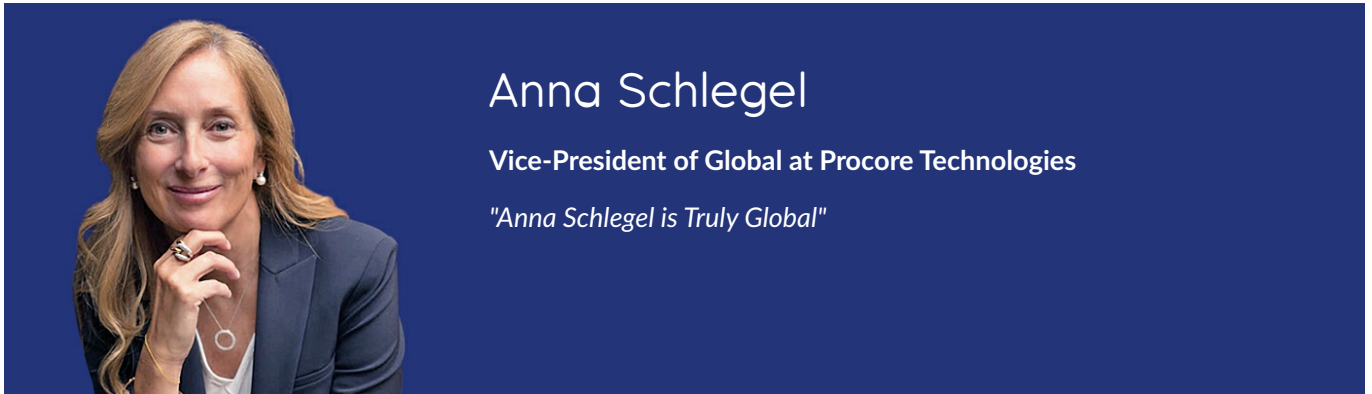 Anna Schlegel
Vice-President of Global at Procore Technologies
"Anna Schlegel is Truly Global"